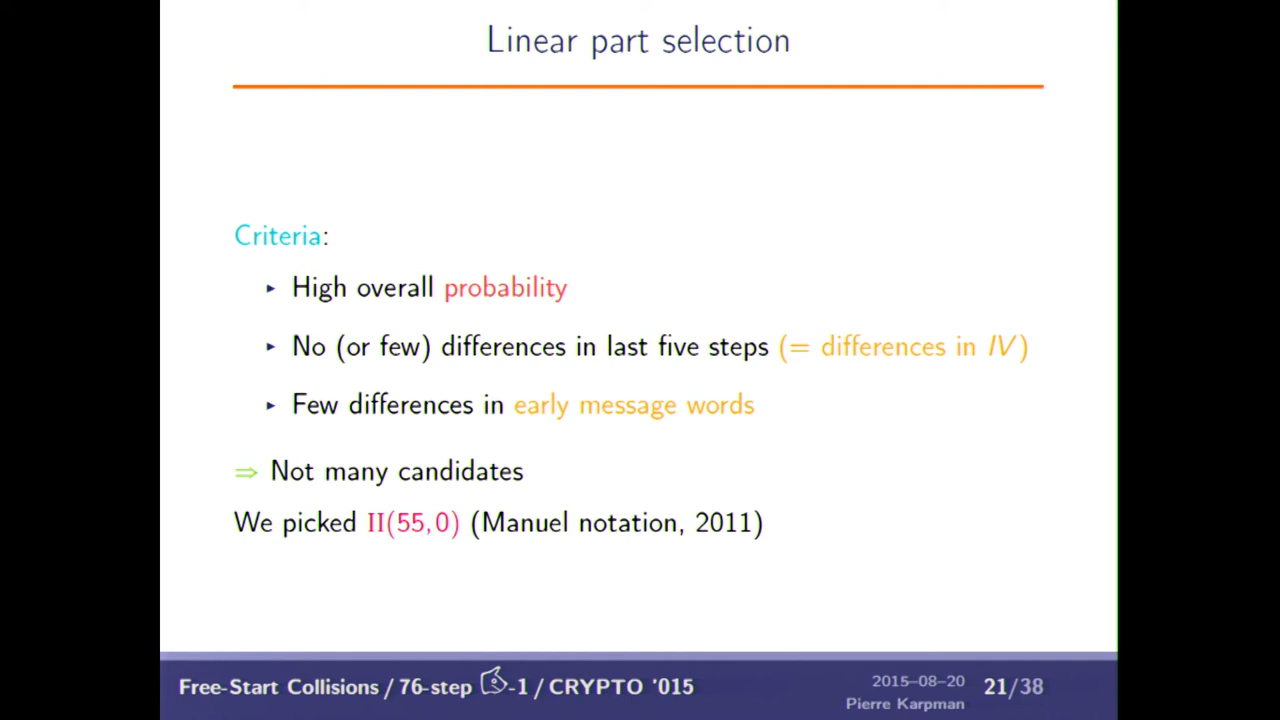 Linear part selection
Criteria:
▸ High overall probability
▸ No (or few) differences in last five steps (= differences in IV)
▸ Few differences in early message words
⇒ Not many candidates
We picked II(55,0) (Manuel notation, 2011)
Free-Start Collisions / 76-step -1 / CRYPTO '015
2015–08–20
Pierre Karpman
21/38